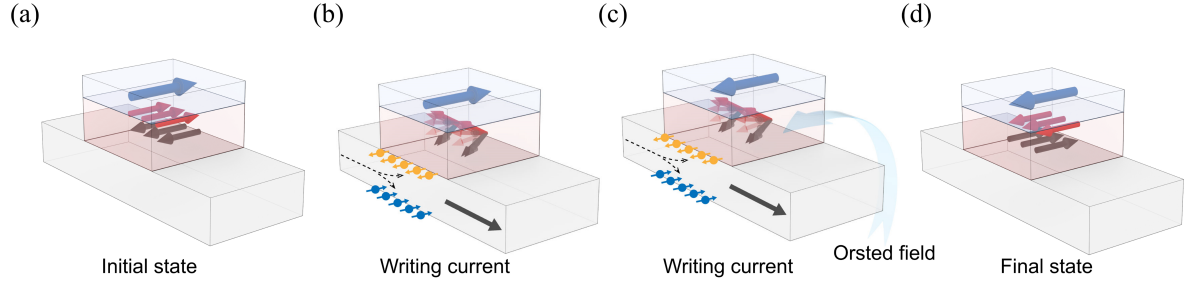 (a) (b) (c) (d)
Orsted field
Initial state Writing current Writing current Final state